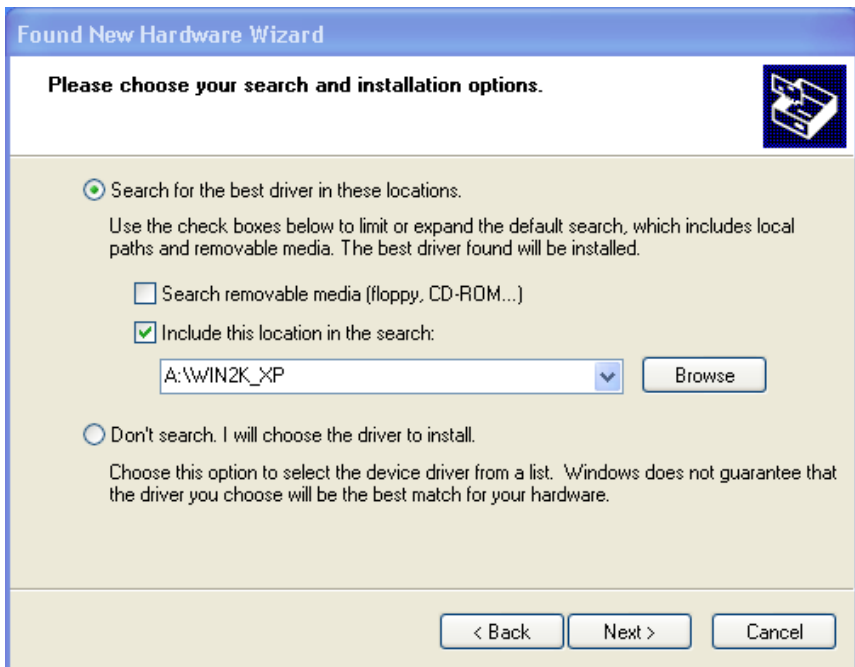 Found New Hardware Wizard
Please choose your search and installation options.
Search for the best driver in these locations.
Use the check boxes below to limit or expand the default search, which includes local
paths and removable media. The best driver found will be installed.
Search removable media (floppy, CD-ROM...)
Include this location in the search:
A:\WIN2K_XP
Browse
Don't search. I will choose the driver to install.
Choose this option to select the device driver from a list.  Windows does not guarantee that
the driver you choose will be the best match for your hardware.
< Back
Next >
Cancel